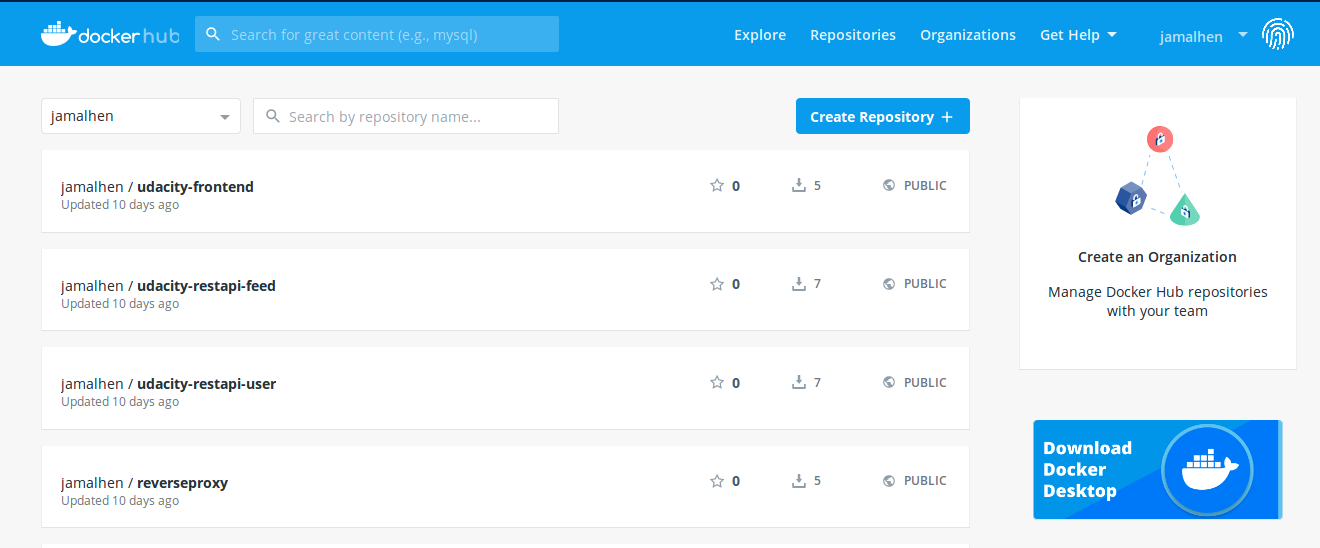 docker hub
Search for great content (e.g., mysql)
Explore
Repositories
Organizations
Get Help
jamalhen
jamalhen
Search by repository name...
Create Repository +
jamalhen / udacity-frontend
Updated 10 days ago
0
5
PUBLIC
jamalhen / udacity-restapi-feed
Updated 10 days ago
0
7
PUBLIC
jamalhen / udacity-restapi-user
Updated 10 days ago
0
7
PUBLIC
jamalhen / reverseproxy
Updated 10 days ago
0
5
PUBLIC
Create an Organization
Manage Docker Hub repositories
with your team
Download
Docker
Desktop